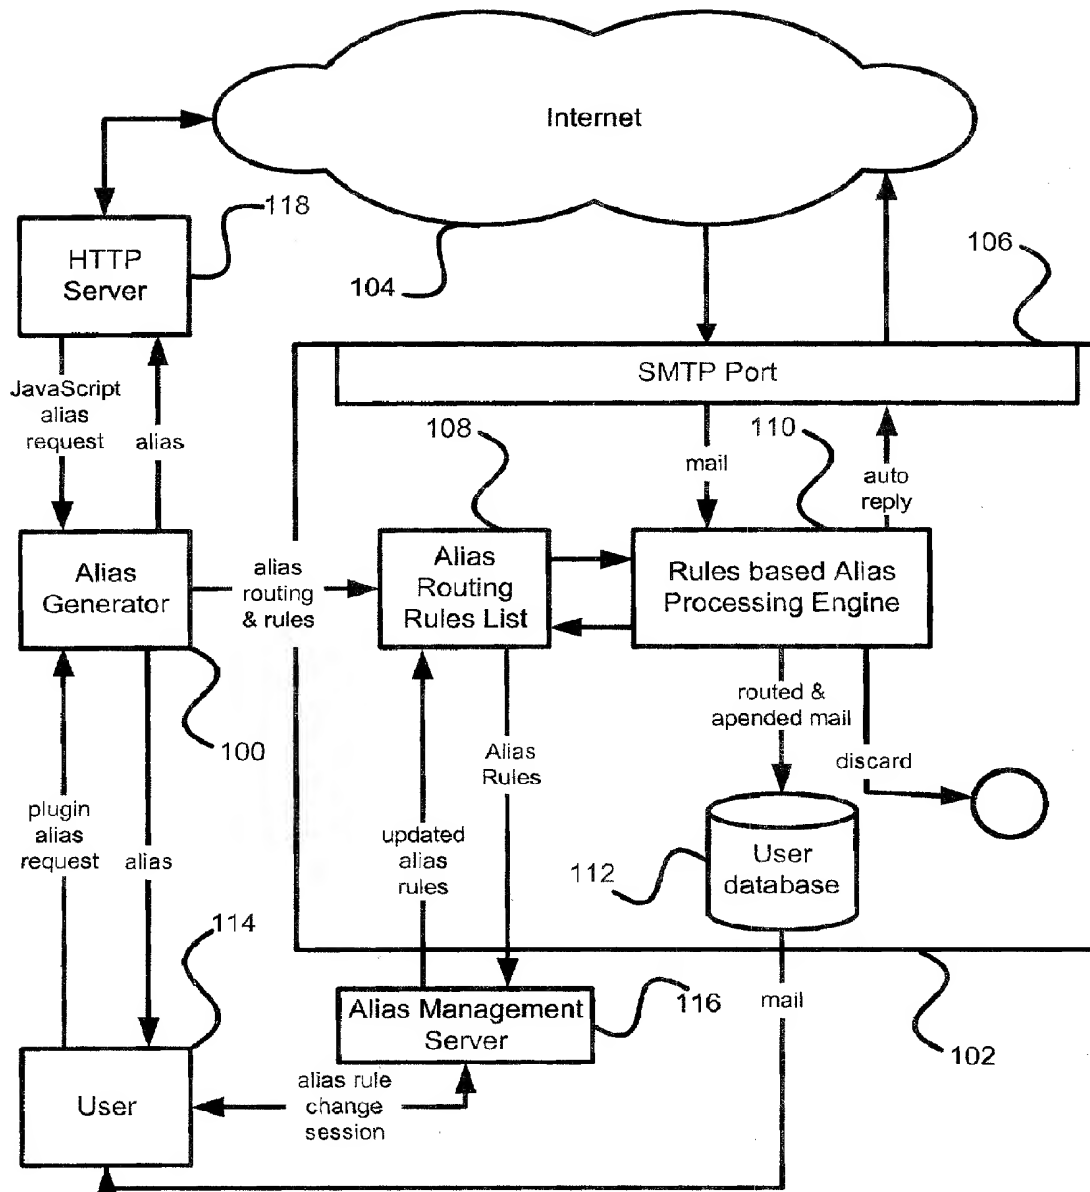 Internet
118
HTTP
Server
104
106
SMTP Port
JavaScript
alias
request
alias
108
110
mail
auto
reply
Alias
Generator
alias
routing
& rules
Alias
Routing
Rules List
Rules based Alias
Processing Engine
100
routed &
apended mail
Alias
Rules
discard
plugin
alias
request
alias
updated
alias
rules
User
database
112
114
Alias Management
Server
116
mail
102
User
alias rule
change
session